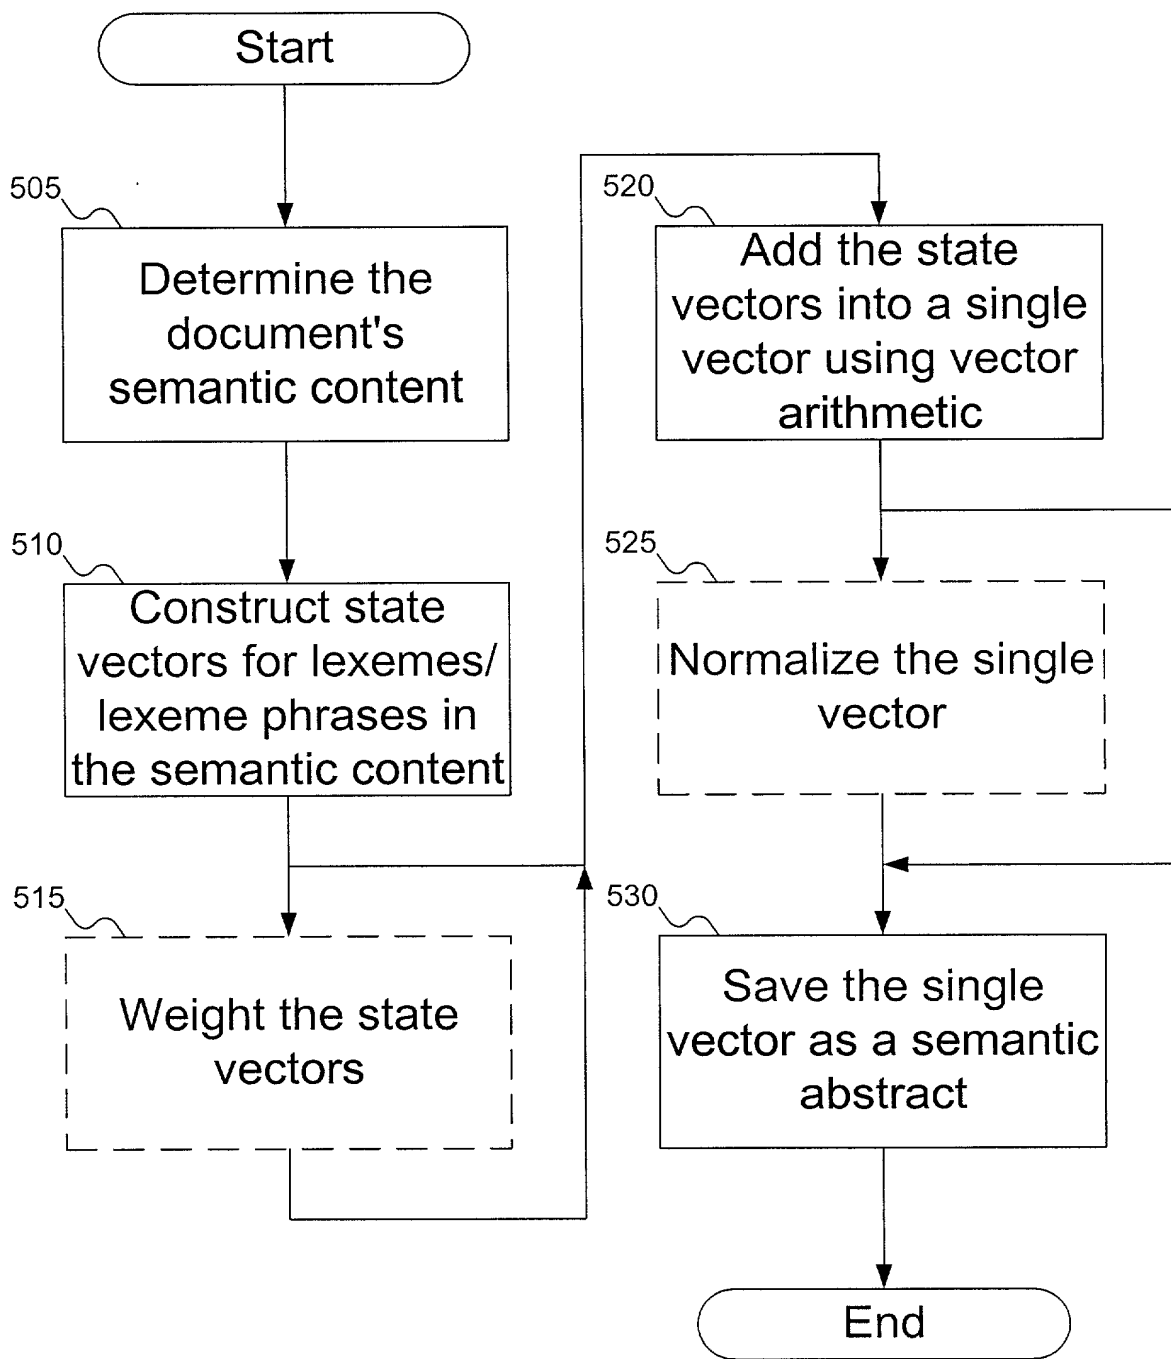 Start
505
Determine the
document's
semantic content
510
Construct state
vectors for lexemes/
lexeme phrases in
the semantic content
515
Weight the state
vectors
520
Add the state
vectors into a single
vector using vector
arithmetic
525
Normalize the single
vector
530
Save the single
vector as a semantic
abstract
End